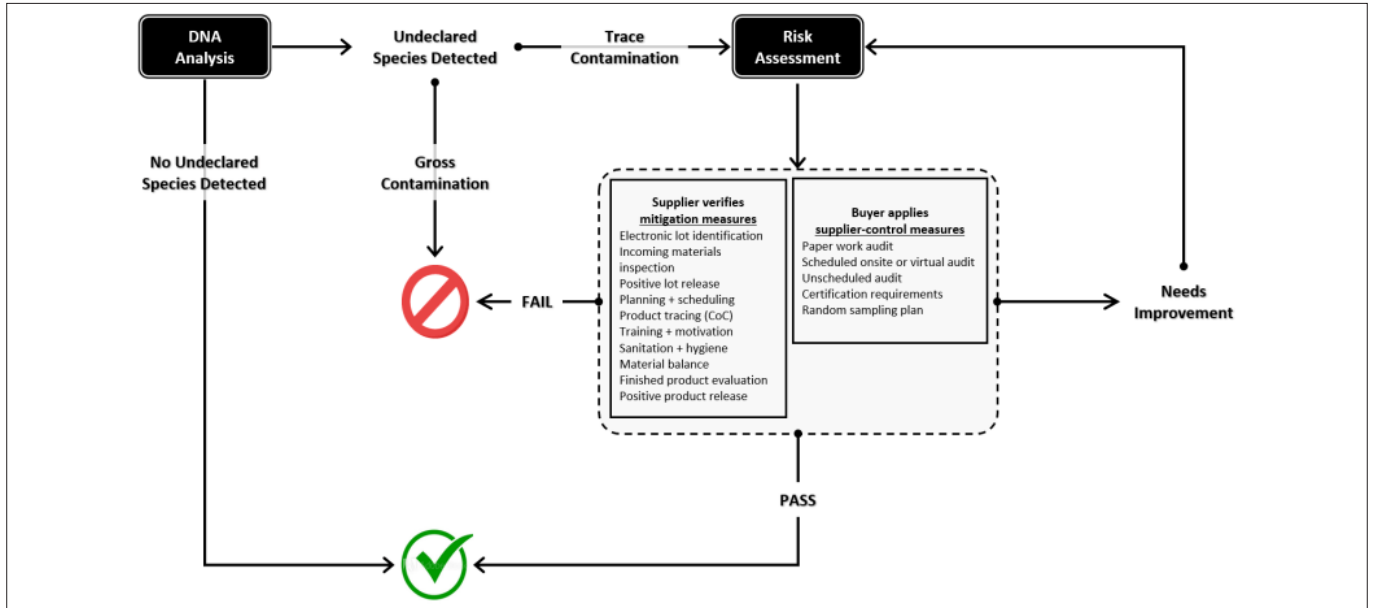 DNA
Analysis
Undeclared
Species Detected
Trace
Contamination
Risk
Assessment
No Undeclared
Species Detected
Gross
Contamination
Supplier verifies
mitigation measures
Electronic lot identification
Incoming materials
inspection
Positive lot release
Planning + scheduling
Product tracing (CoC)
Training + motivation
Sanitation + hygiene
Material balance
Finished product evaluation
Positive product release
Buyer applies
supplier-control measures
Paper work audit
Scheduled onsite or virtual audit
Unscheduled audit
Certification requirements
Random sampling plan
FAIL
Needs
Improvement
PASS